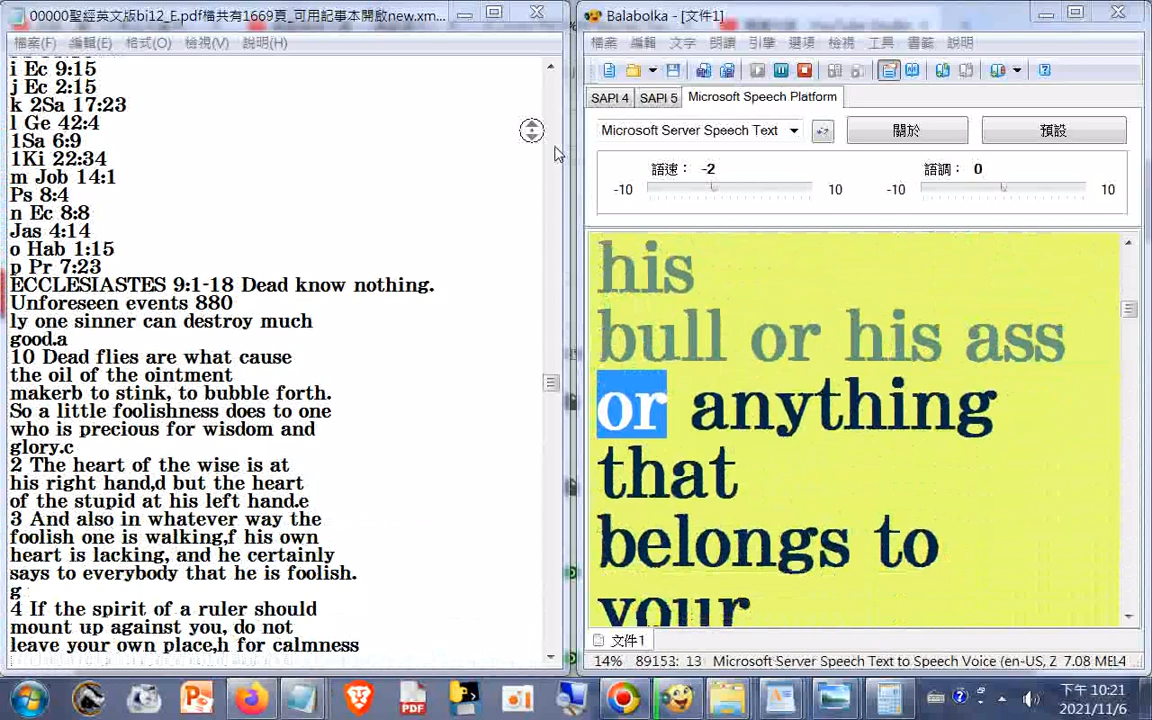 00000聖經英文版bi12_E.pdf檔共有1669頁_可用記事本開啟new.xm...
檔案(F) 編輯(E) 格式(O) 檢視(V) 說明(H)
i Ec 9:15
j Ec 2:15
k 2Sa 17:23
l Ge 42:4
1Sa 6:9
1Ki 22:34
m Job 14:1
Ps 8:4
n Ec 8:8
Jas 4:14
o Hab 1:15
p Pr 7:23
ECCLESIASTES 9:1-18 Dead know nothing.
Unforeseen events 880
ly one sinner can destroy much
good.a
10 Dead flies are what cause
the oil of the ointment
makerb to stink, to bubble forth.
So a little foolishness does to one
who is precious for wisdom and
glory.c
2 The heart of the wise is at
his right hand,d but the heart
of the stupid at his left hand.e
3 And also in whatever way the
foolish one is walking,f his own
heart is lacking, and he certainly
says to everybody that he is foolish.
g
4 If the spirit of a ruler should
mount up against you, do not
leave your own place,h for calmness
Balabolka - [文件1]
檔案 編輯 文字 朗讀 引擎 選項 檢視 工具 書籤 說明
SAPI 4 SAPI 5 Microsoft Speech Platform
Microsoft Server Speech Text 關於 預設
語速： -2 語調： 0
-10 10 -10 10
his
bull or his ass
or anything
that
belongs to
your
文件1
14% 89153: 13 Microsoft Server Speech Text to Speech Voice (en-US, Z 7.08 ME
PDF
下午 10:21
2021/11/6